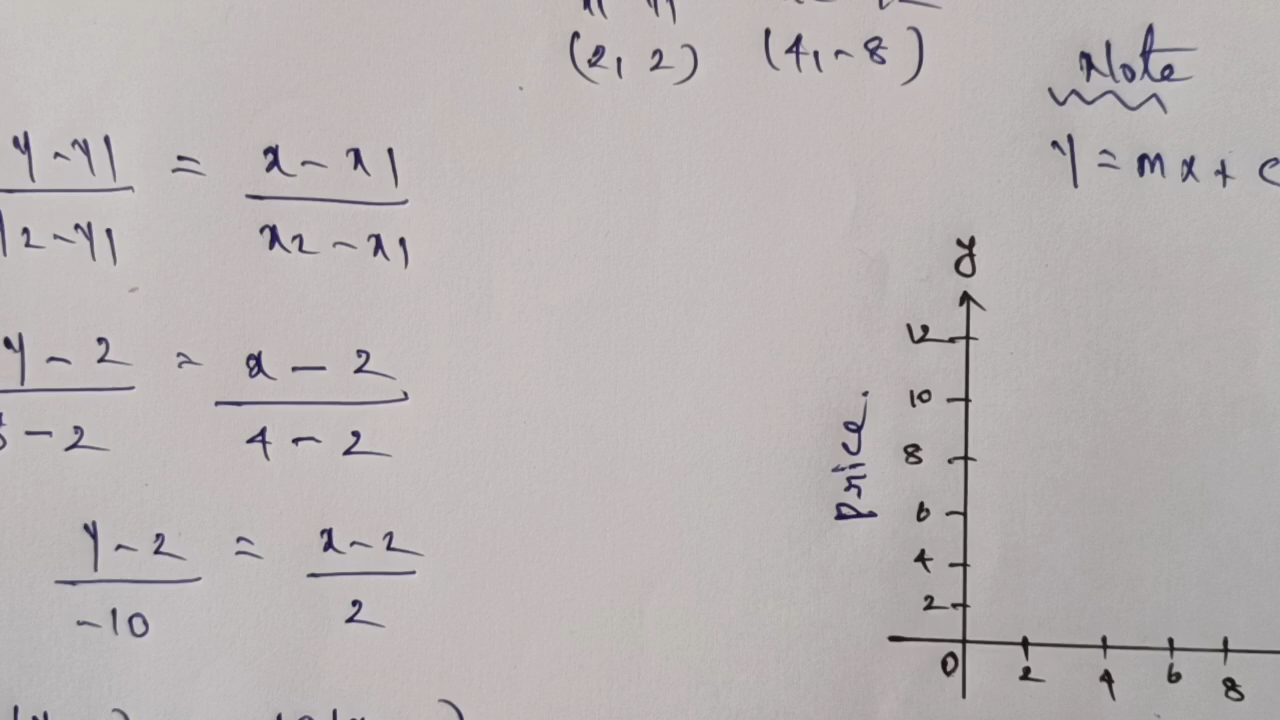 (2, 2) (4, -8)
Note
y = mx + c
y - y1 = x - x1
y2 - y1 x2 - x1
y - 2 = x - 2
- 2 4 - 2
y - 2 = x - 2
-10 2
y
12
10
8
6
4
2
price.
0 2 4 6 8